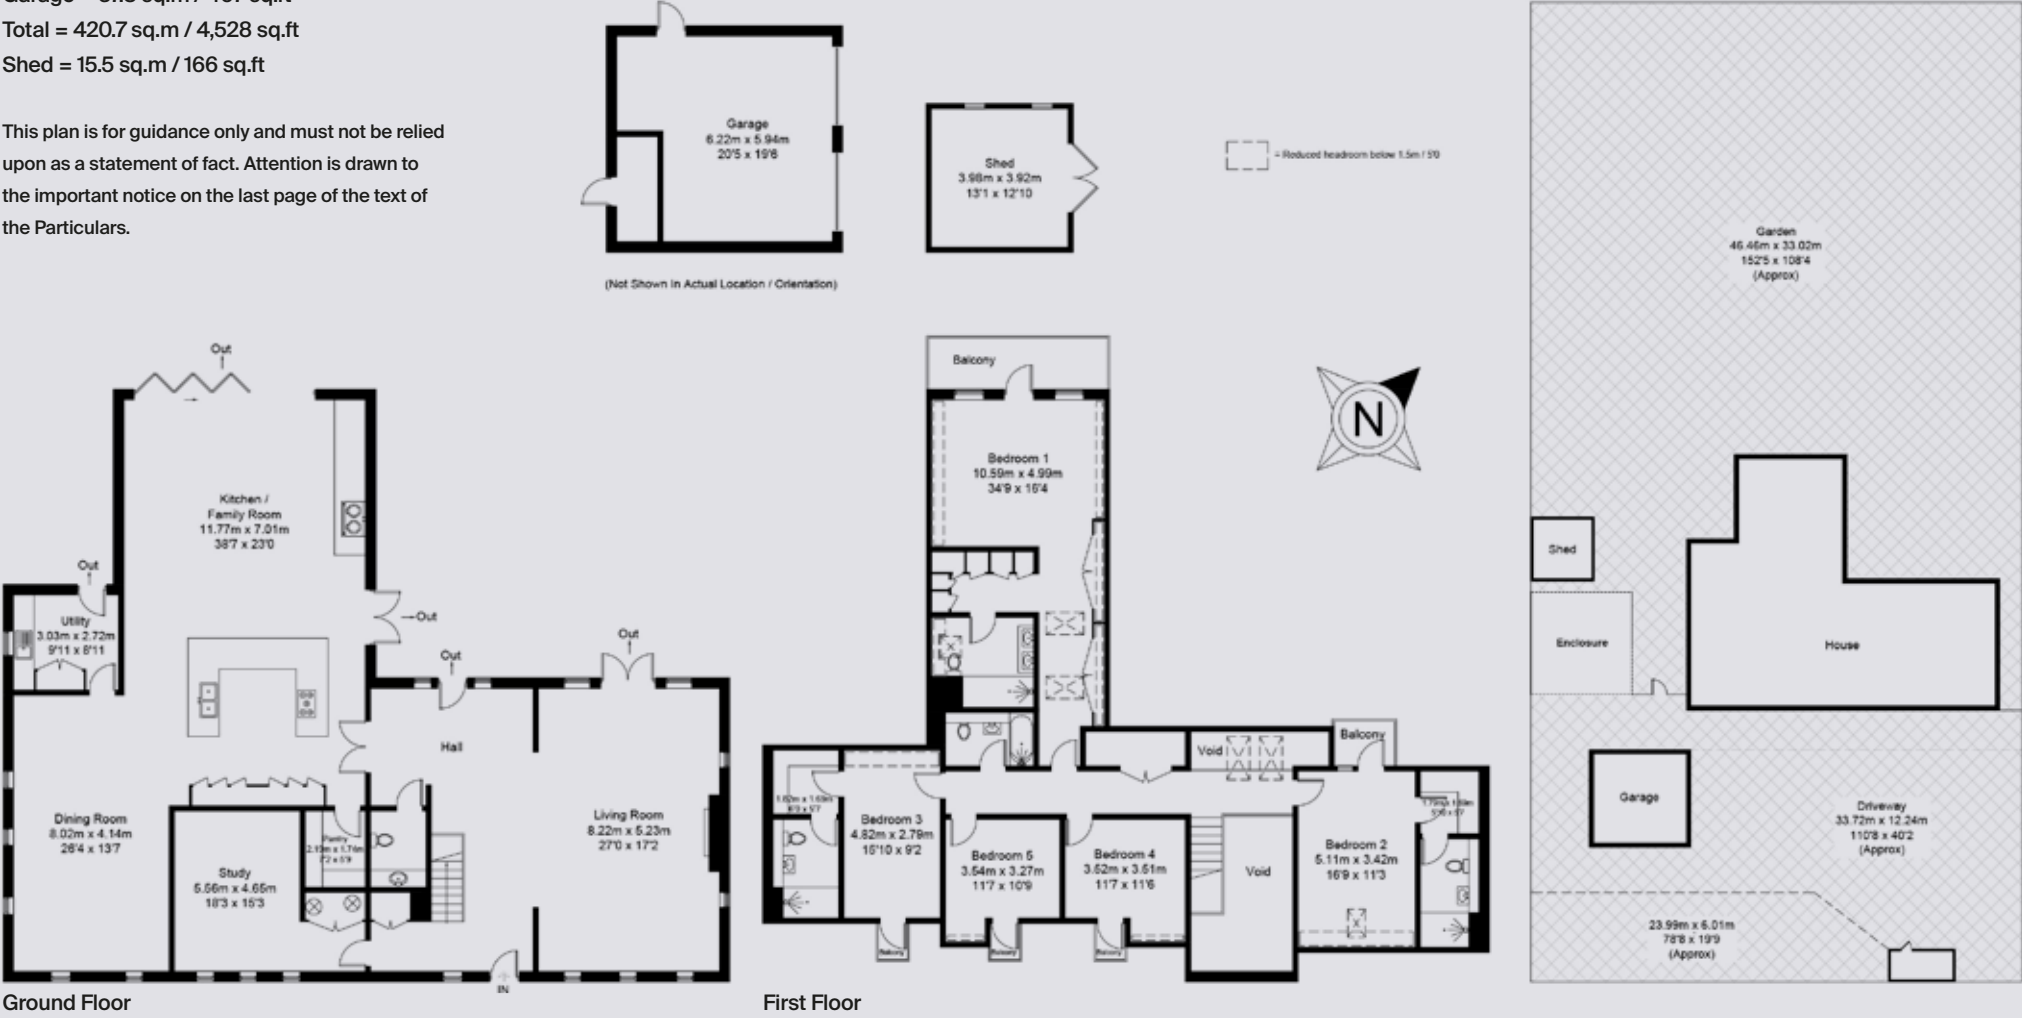 Total = 420.7 sq.m / 4,528 sq.ft
Shed = 15.5 sq.m / 166 sq.ft
This plan is for guidance only and must not be relied
upon as a statement of fact. Attention is drawn to
the important notice on the last page of the text of
the Particulars.
Garage
6.22m x 5.94m
20'5 x 19'6
(Not Shown In Actual Location / Orientation)
Shed
3.98m x 3.92m
13'1 x 12'10
= Reduced headroom below 1.5m / 5'0
Out
Kitchen /
Family Room
11.77m x 7.01m
38'7 x 23'0
Out
Utility
3.03m x 2.72m
9'11 x 8'11
Out
Out
Out
Hall
Dining Room
8.02m x 4.14m
26'4 x 13'7
Study
5.56m x 4.65m
18'3 x 15'3
Pantry
Living Room
8.22m x 5.23m
27'0 x 17'2
IN
Ground Floor
Balcony
Bedroom 1
10.59m x 4.99m
34'9 x 16'4
N
Void
Balcony
Bedroom 3
4.82m x 2.79m
15'10 x 9'2
Bedroom 5
3.54m x 3.27m
11'7 x 10'9
Bedroom 4
3.52m x 3.51m
11'7 x 11'6
Void
Bedroom 2
5.11m x 3.42m
16'9 x 11'3
Balcony
Balcony
Balcony
First Floor
Garden
46.46m x 33.02m
152'5 x 108'4
(Approx)
Shed
Enclosure
House
Garage
Driveway
33.72m x 12.24m
110'8 x 40'2
(Approx)
23.99m x 6.01m
78'8 x 19'9
(Approx)